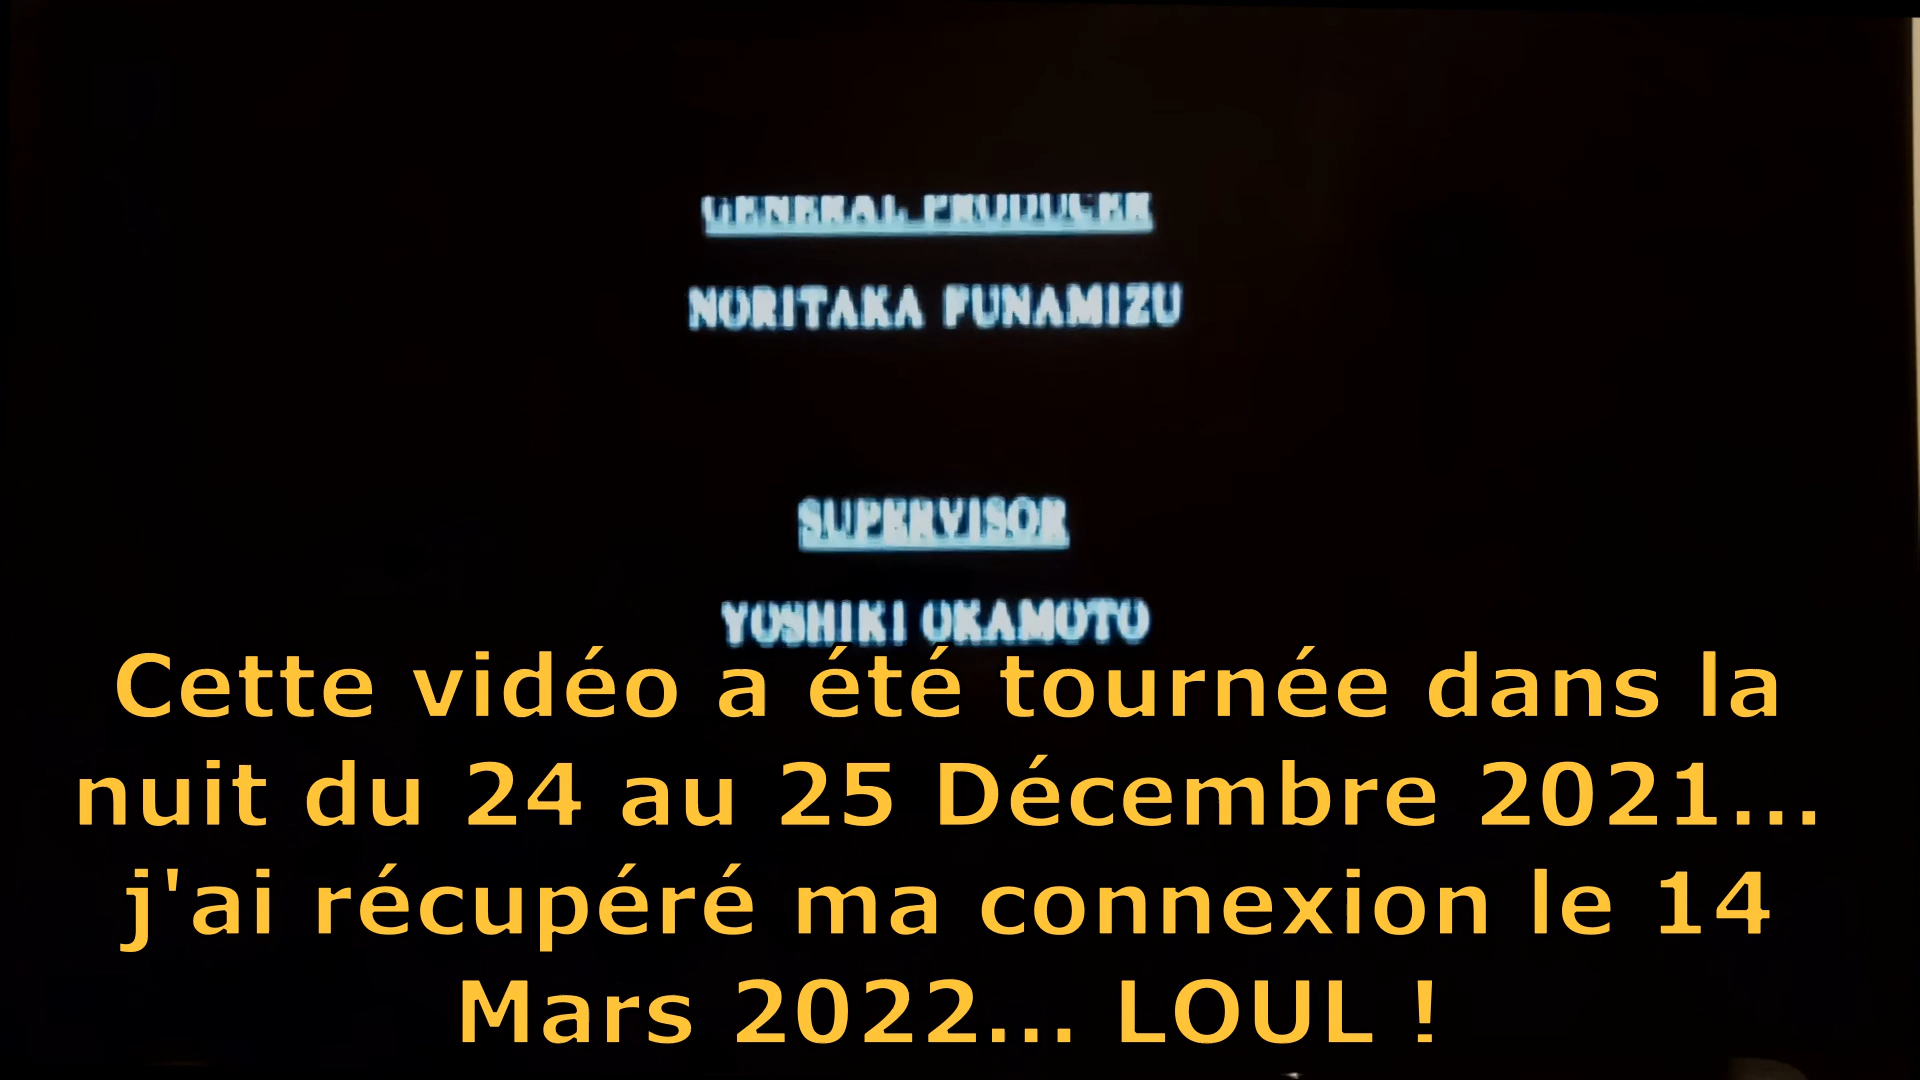 GENERAL PRODUCER
NORITAKA FUNAMIZU
SUPERVISOR
YOSHIKI OKAMOTO
Cette vidéo a été tournée dans la
nuit du 24 au 25 Décembre 2021...
j'ai récupéré ma connexion le 14
Mars 2022... LOUL !